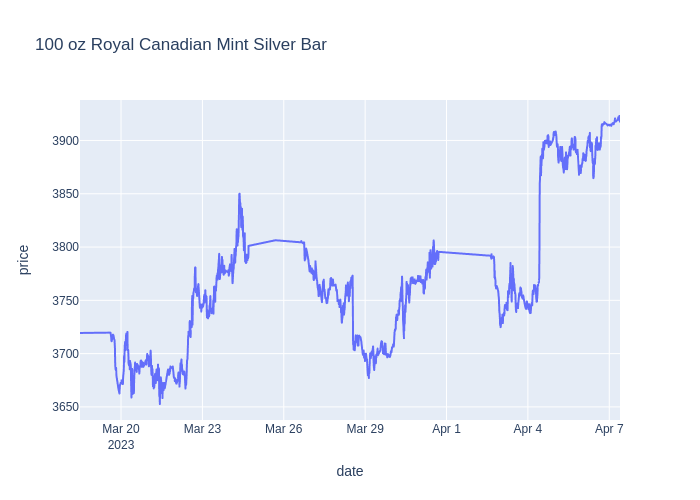 100 oz Royal Canadian Mint Silver Bar
price
3900
3850
3800
3750
3700
3650
Mar 20
2023
Mar 23
Mar 26
Mar 29
Apr 1
Apr 4
Apr 7
date